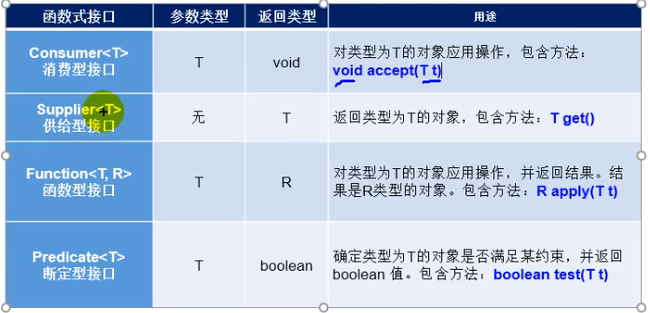 函数式接口 参数类型 返回类型 用途
Consumer<T>
消费型接口
T
void
对类型为T的对象应用操作，包含方法：
void accept(T t)
Supplier<T>
供给型接口
无
T
返回类型为T的对象，包含方法：T get()
Function<T, R>
函数型接口
T
R
对类型为T的对象应用操作，并返回结果。结
果是R类型的对象。包含方法：R apply(T t)
Predicate<T>
断定型接口
T
boolean
确定类型为T的对象是否满足某约束，并返回
boolean 值。包含方法：boolean test(T t)